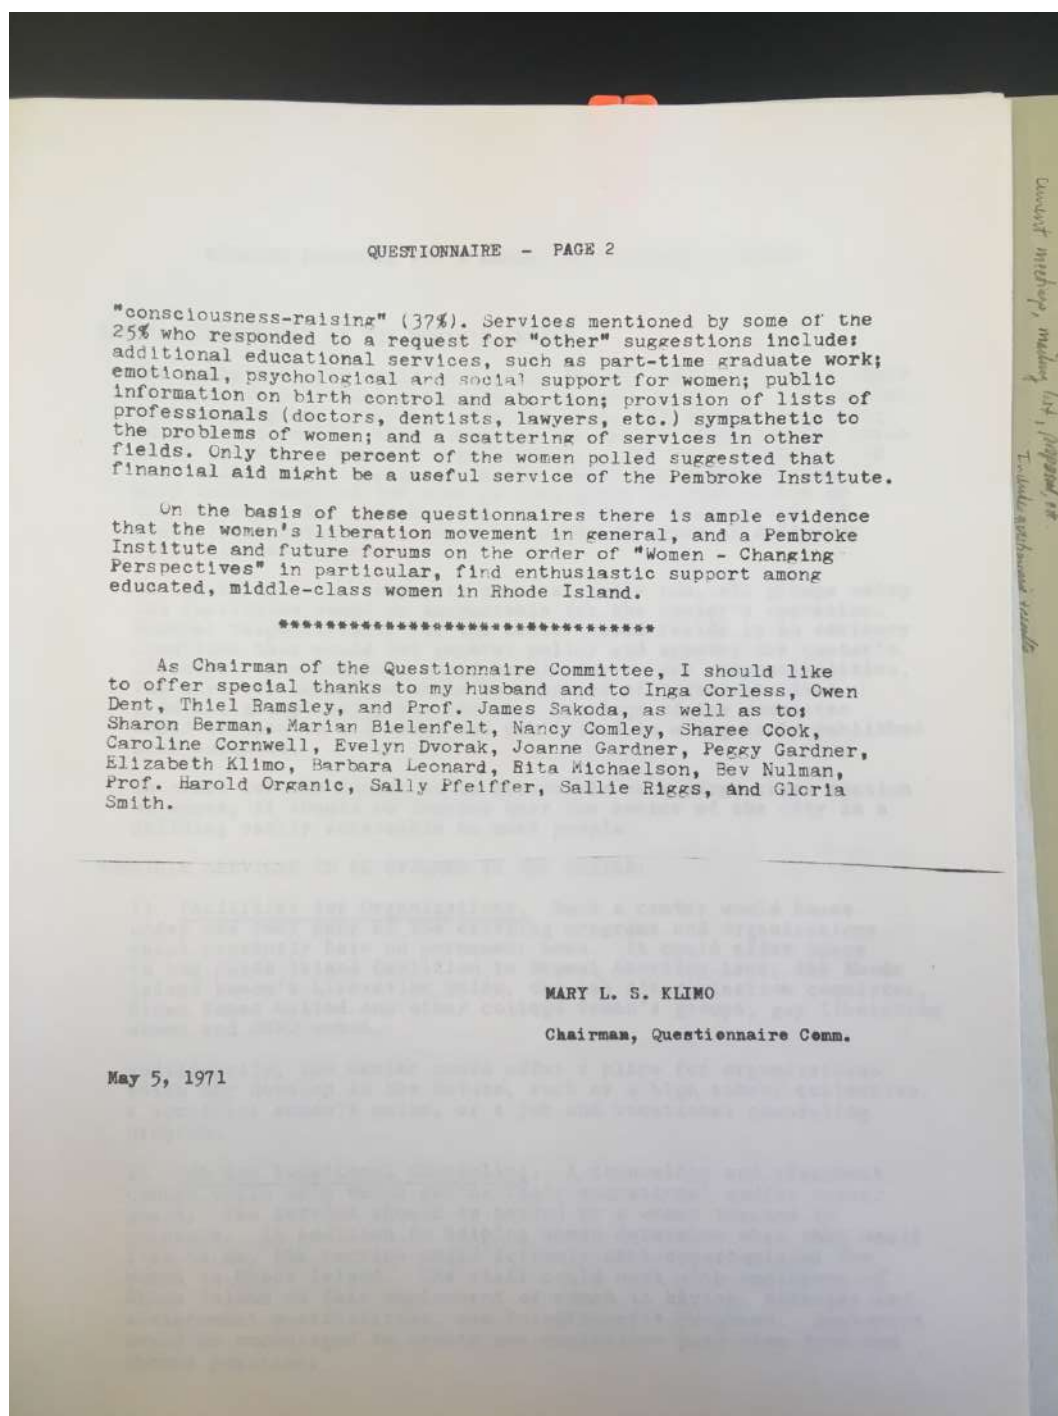 QUESTIONNAIRE - PAGE 2
"consciousness-raising" (37%). Services mentioned by some of the
25% who responded to a request for "other" suggestions include:
additional educational services, such as part-time graduate work;
emotional, psychological and social support for women; public
information on birth control and abortion; provision of lists of
professionals (doctors, dentists, lawyers, etc.) sympathetic to
the problems of women; and a scattering of services in other
fields. Only three percent of the women polled suggested that
financial aid might be a useful service of the Pembroke Institute.
On the basis of these questionnaires there is ample evidence
that the women's liberation movement in general, and a Pembroke
Institute and future forums on the order of "Women - Changing
Perspectives" in particular, find enthusiastic support among
educated, middle-class women in Rhode Island.
********************************
As Chairman of the Questionnaire Committee, I should like
to offer special thanks to my husband and to Inga Corless, Owen
Dent, Thiel Ramsley, and Prof. James Sakoda, as well as to:
Sharon Berman, Marian Bielenfelt, Nancy Comley, Sharee Cook,
Caroline Cornwell, Evelyn Dvorak, Joanne Gardner, Peggy Gardner,
Elizabeth Klimo, Barbara Leonard, Rita Michaelson, Bev Nulman,
Prof. Harold Organic, Sally Pfeiffer, Sallie Riggs, and Gloria
Smith.
MARY L. S. KLIMO
Chairman, Questionnaire Comm.
May 5, 1971
mailing list,